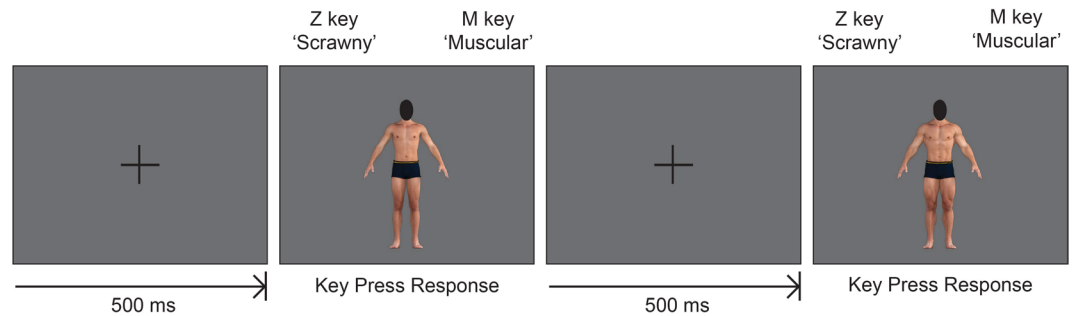 Z key
'Scrawny'
M key
'Muscular'
Z key
'Scrawny'
M key
'Muscular'
500 ms
Key Press Response
500 ms
Key Press Response